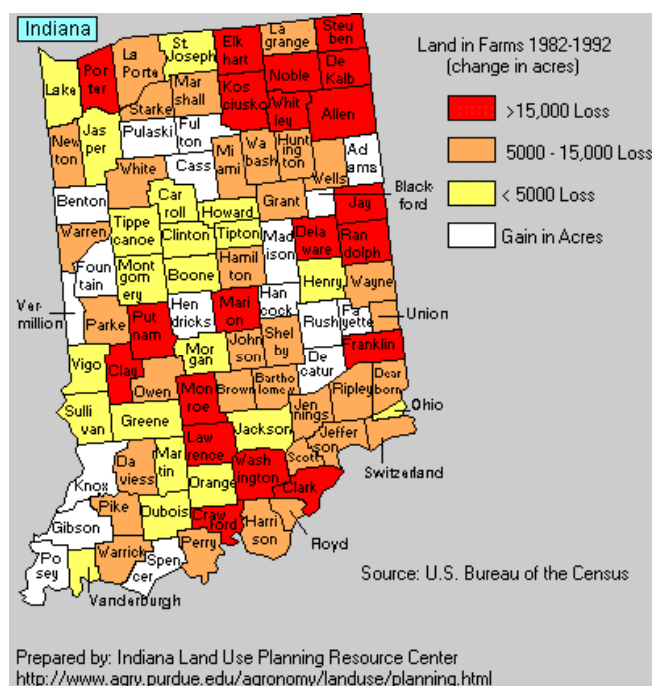 Indiana
Land in Farms 1982-1992
(change in acres)
>15,000 Loss
5000 - 15,000 Loss
< 5000 Loss
Gain in Acres
Lake
Por
ter
La
Porte
St.
Joseph
Elk
hart
La
grange
Steu
ben
Noble
De
Kalb
Starke
Mar
shall
Kos
ciusko
Whit
ley
Allen
New
ton
Jas
per
Pulaski
Ful
ton
Cass
Mi
ami
Wa
bash
Hunt
ing
ton
Wells
Ad
ams
White
Benton
Car
roll
Howard
Grant
Black-
ford
Jay
Warren
Tippe
canoe
Clinton
Tipton
Mad
ison
Dela
ware
Ran
dolph
Foun
tain
Mont
gom
ery
Boone
Hamil
ton
Henry
Wayne
Ver-
million
Parke
Put
nam
Hen
dricks
Mari
on
Han
cock
Rush
Fa
yette
Union
Vigo
Clay
Owen
Mor
gan
John
son
Shel
by
De
catur
Franklin
Sulli
van
Greene
Mon
roe
Brown
Bartho
lomew
Jen
nings
Ripley
Dear
born
Ohio
Knox
Da
viess
Mar
tin
Law
rence
Jackson
Jeffer
son
Switzerland
Scott
Orange
Wash
ington
Clark
Gibson
Pike
Dubois
Craw
ford
Harri
son
Royd
Po
sey
Vanderburgh
Warrick
Spen
cer
Perry
Source: U.S. Bureau of the Census
Prepared by: Indiana Land Use Planning Resource Center
http://www.agry.purdue.edu/agronomy/landuse/planning.html